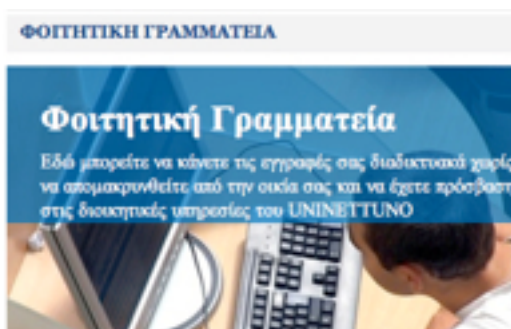 ΦΟΙΤΗΤΙΚΗ ΓΡΑΜΜΑΤΕΙΑ
Φοιτητική Γραμματεία
Εδώ μπορείτε να κάνετε τις εγγραφές σας διαδικτυακά χωρίς
να απομακρυνθείτε από την οικία σας και να έχετε πρόσβαση
στις διοικητικές υπηρεσίες του UNINETTUNO